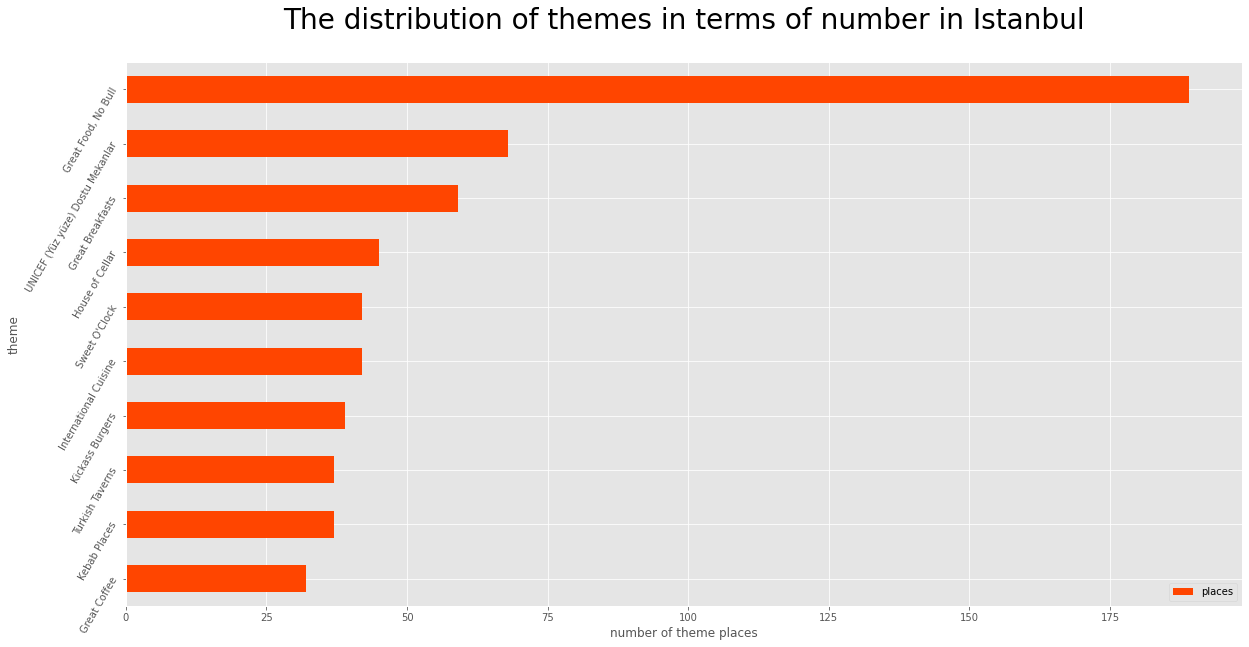 The distribution of themes in terms of number in Istanbul
theme
Great Food, No Bull
UNICEF (Yüz yüze) Dostu Mekanlar
Great Breakfasts
House of Cellar
Sweet O'Clock
International Cuisine
Kickass Burgers
Turkish Taverns
Kebab Places
Great Coffee
0 25 50 75 100 125 150 175
number of theme places
places